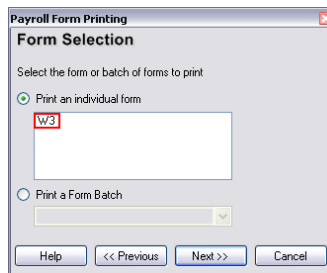 Payroll Form Printing
Form Selection
Select the form or batch of forms to print
Print an individual form
W3
Print a Form Batch
Help
<< Previous
Next >>
Cancel